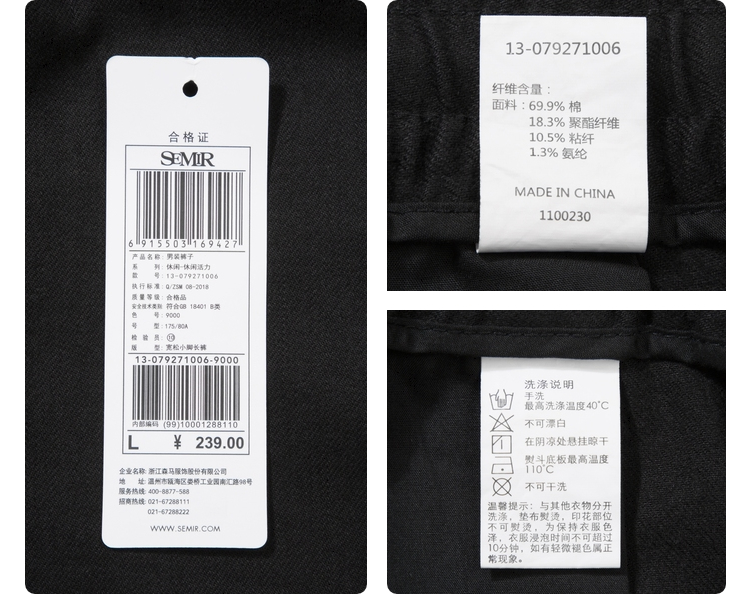 合格证
SEMIR
6 915503 169427
产品名称: 男装裤子
系 列: 休闲-休闲活力
款 号: 13-079271006
执行标准: Q/ZSM 08-2018
质量等级: 合格品
安全技术类别: 符合GB 18401 B类
色 号: 9000
号 型: 175/80A
检 验 员: 
版 型: 宽松小脚长裤
13-079271006-9000
内部编码 (99)10001288110
L ¥ 239.00
企业名称: 浙江森马服饰股份有限公司
地 址: 温州市瓯海区娄桥工业园南汇路98号
服务热线: 400-8877-588
招商热线: 021-67288111
021-67288222
WWW.SEMIR.COM
13-079271006
纤维含量:
面料: 69.9% 棉
18.3% 聚酯纤维
10.5% 粘纤
1.3% 氨纶
MADE IN CHINA
1100230
洗涤说明
手洗
最高洗涤温度40°C
不可漂白
在阴凉处悬挂晾干
熨斗底板最高温度
110°C
不可干洗
温馨提示: 与其他衣物分开
洗涤, 垫布熨烫, 印花部位
不可熨烫, 为保持衣服色
泽, 衣服浸泡时间不可超过
10分钟, 如有轻微褪色属正
常现象。